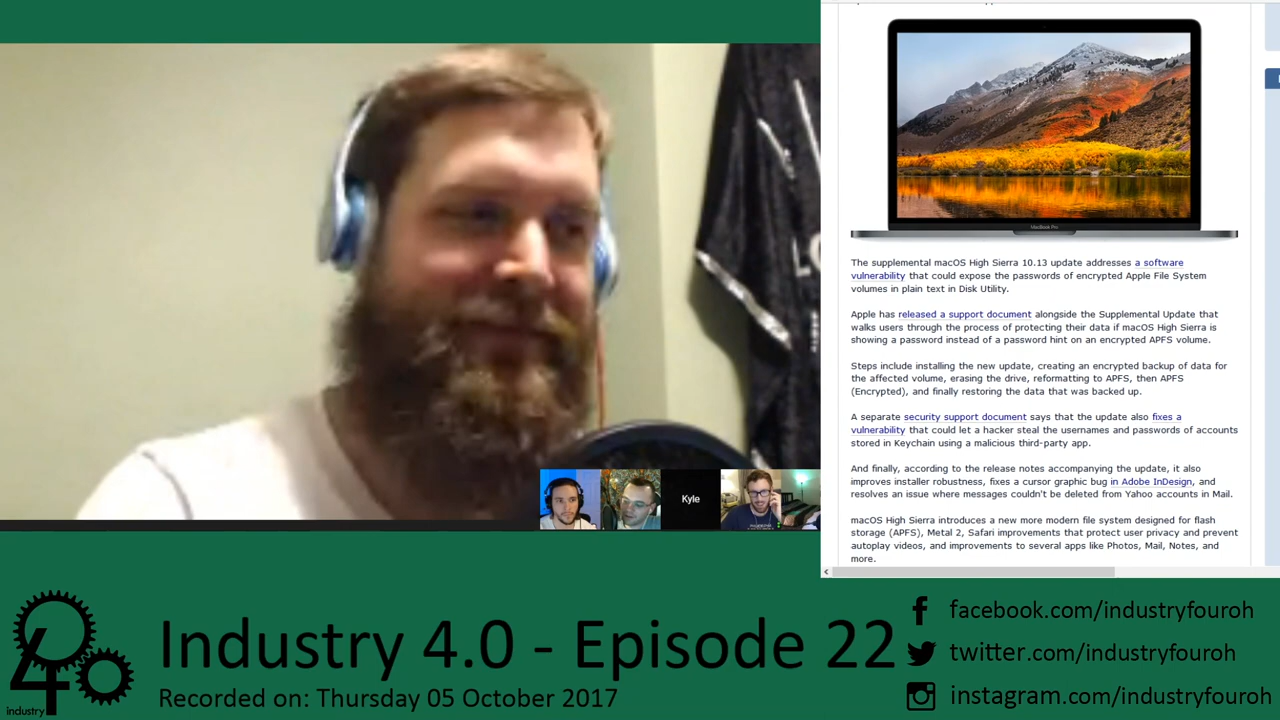 MacBook Pro
The supplemental macOS High Sierra 10.13 update addresses a software
vulnerability that could expose the passwords of encrypted Apple File System
volumes in plain text in Disk Utility.
Apple has released a support document alongside the Supplemental Update that
walks users through the process of protecting their data if macOS High Sierra is
showing a password instead of a password hint on an encrypted APFS volume.
Steps include installing the new update, creating an encrypted backup of data for
the affected volume, erasing the drive, reformatting to APFS, then APFS
(Encrypted), and finally restoring the data that was backed up.
A separate security support document says that the update also fixes a
vulnerability that could let a hacker steal the usernames and passwords of accounts
stored in Keychain using a malicious third-party app.
And finally, according to the release notes accompanying the update, it also
improves installer robustness, fixes a cursor graphic bug in Adobe InDesign, and
resolves an issue where messages couldn't be deleted from Yahoo accounts in Mail.
macOS High Sierra introduces a new more modern file system designed for flash
storage (APFS), Metal 2, Safari improvements that protect user privacy and prevent
autoplay videos, and improvements to several apps like Photos, Mail, Notes, and
more.
Kyle
40
industry
Industry 4.0 - Episode 22
Recorded on: Thursday 05 October 2017
facebook.com/industryfouroh
twitter.com/industryfouroh
instagram.com/industryfouroh